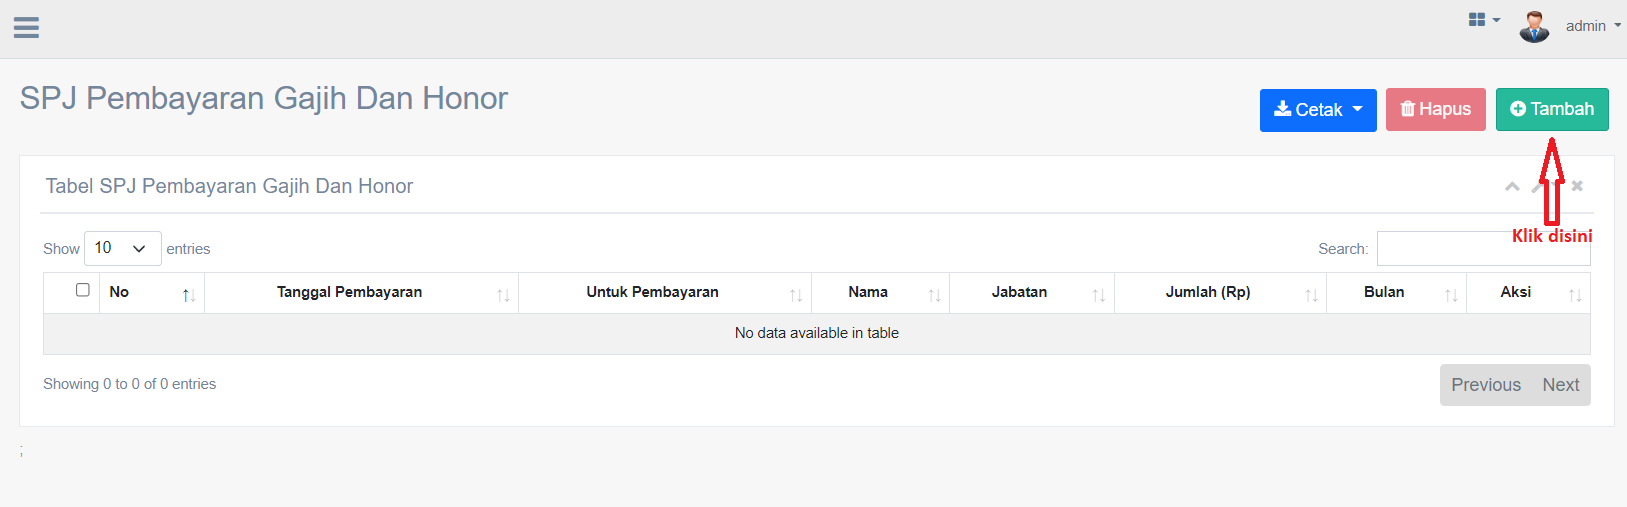 admin
SPJ Pembayaran Gajih Dan Honor
Cetak Hapus Tambah
Tabel SPJ Pembayaran Gajih Dan Honor
Klik disini
Show 10 entries Search:
No Tanggal Pembayaran Untuk Pembayaran Nama Jabatan Jumlah (Rp) Bulan Aksi
No data available in table
Showing 0 to 0 of 0 entries Previous Next
;